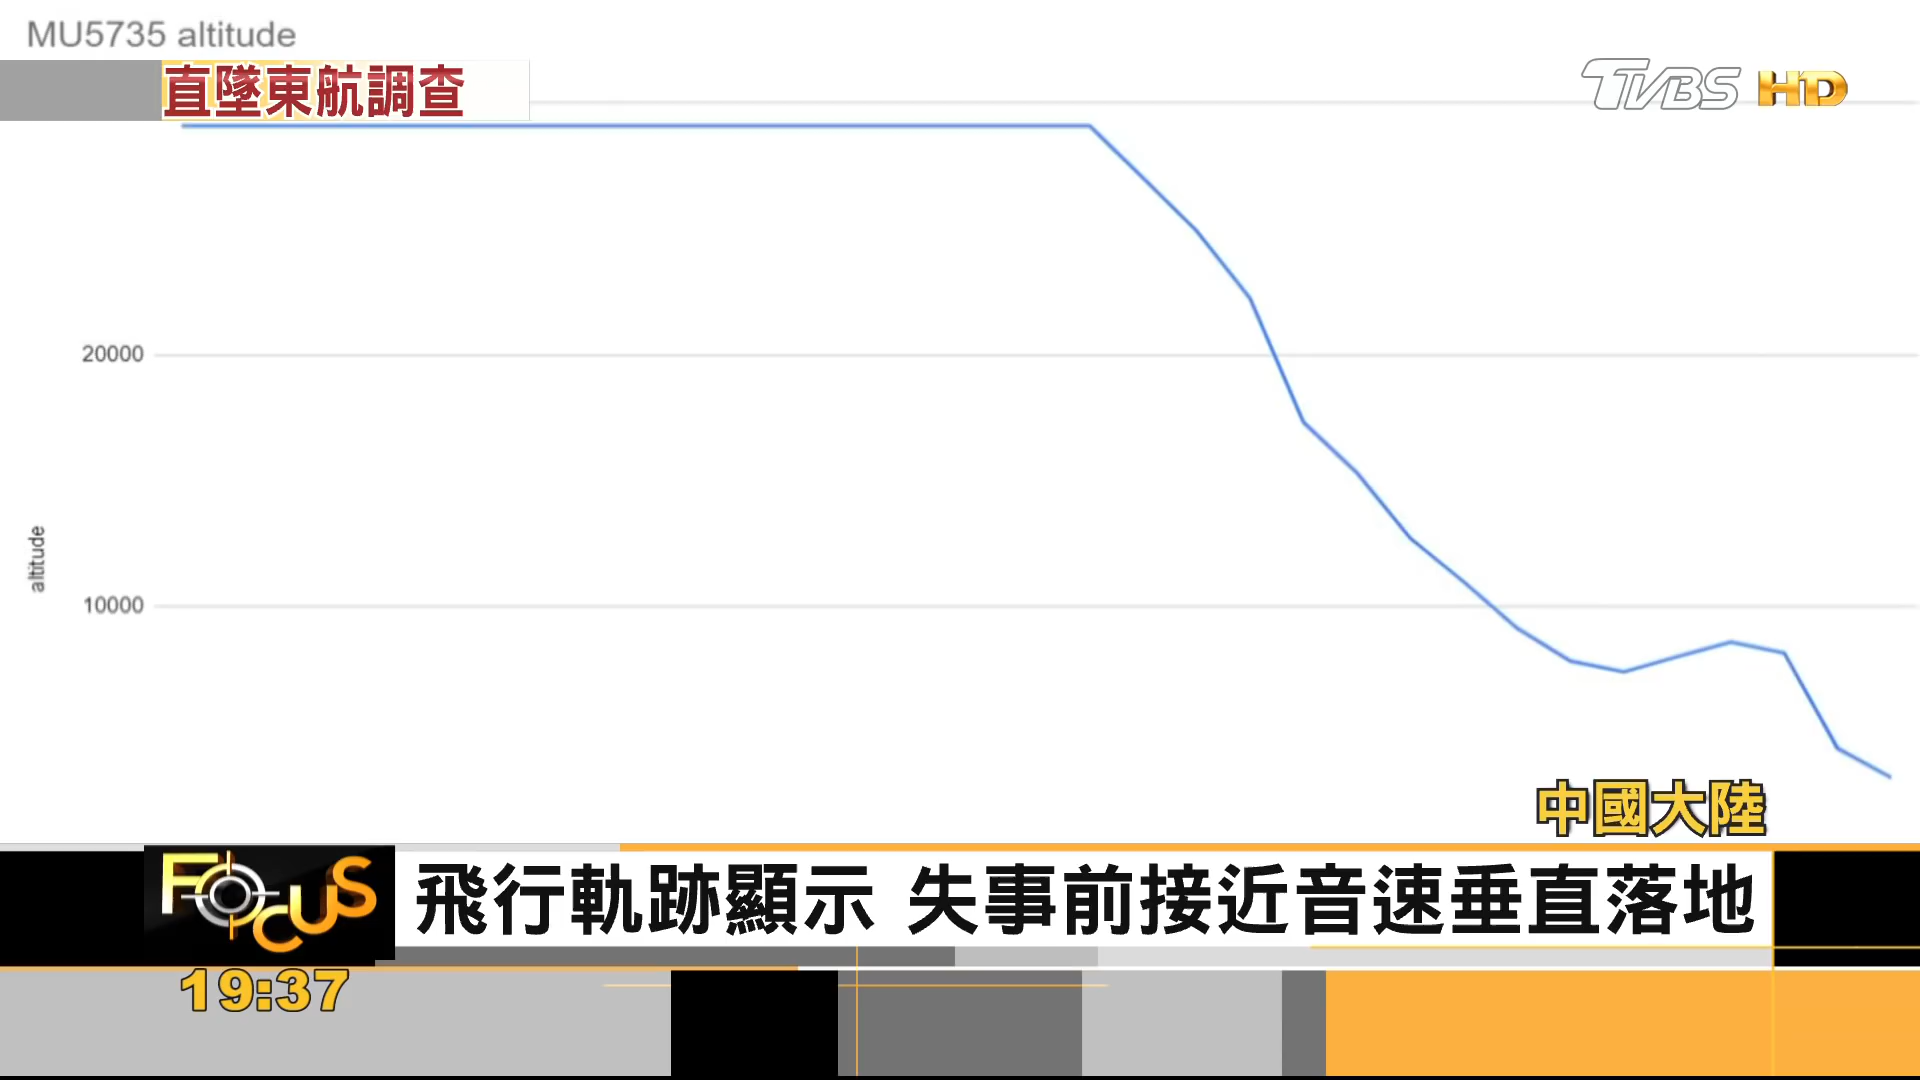 MU5735 altitude
直墜東航調查
TVBS HD
20000
altitude
10000
中國大陸
FOCUS
飛行軌跡顯示 失事前接近音速垂直落地
19:37